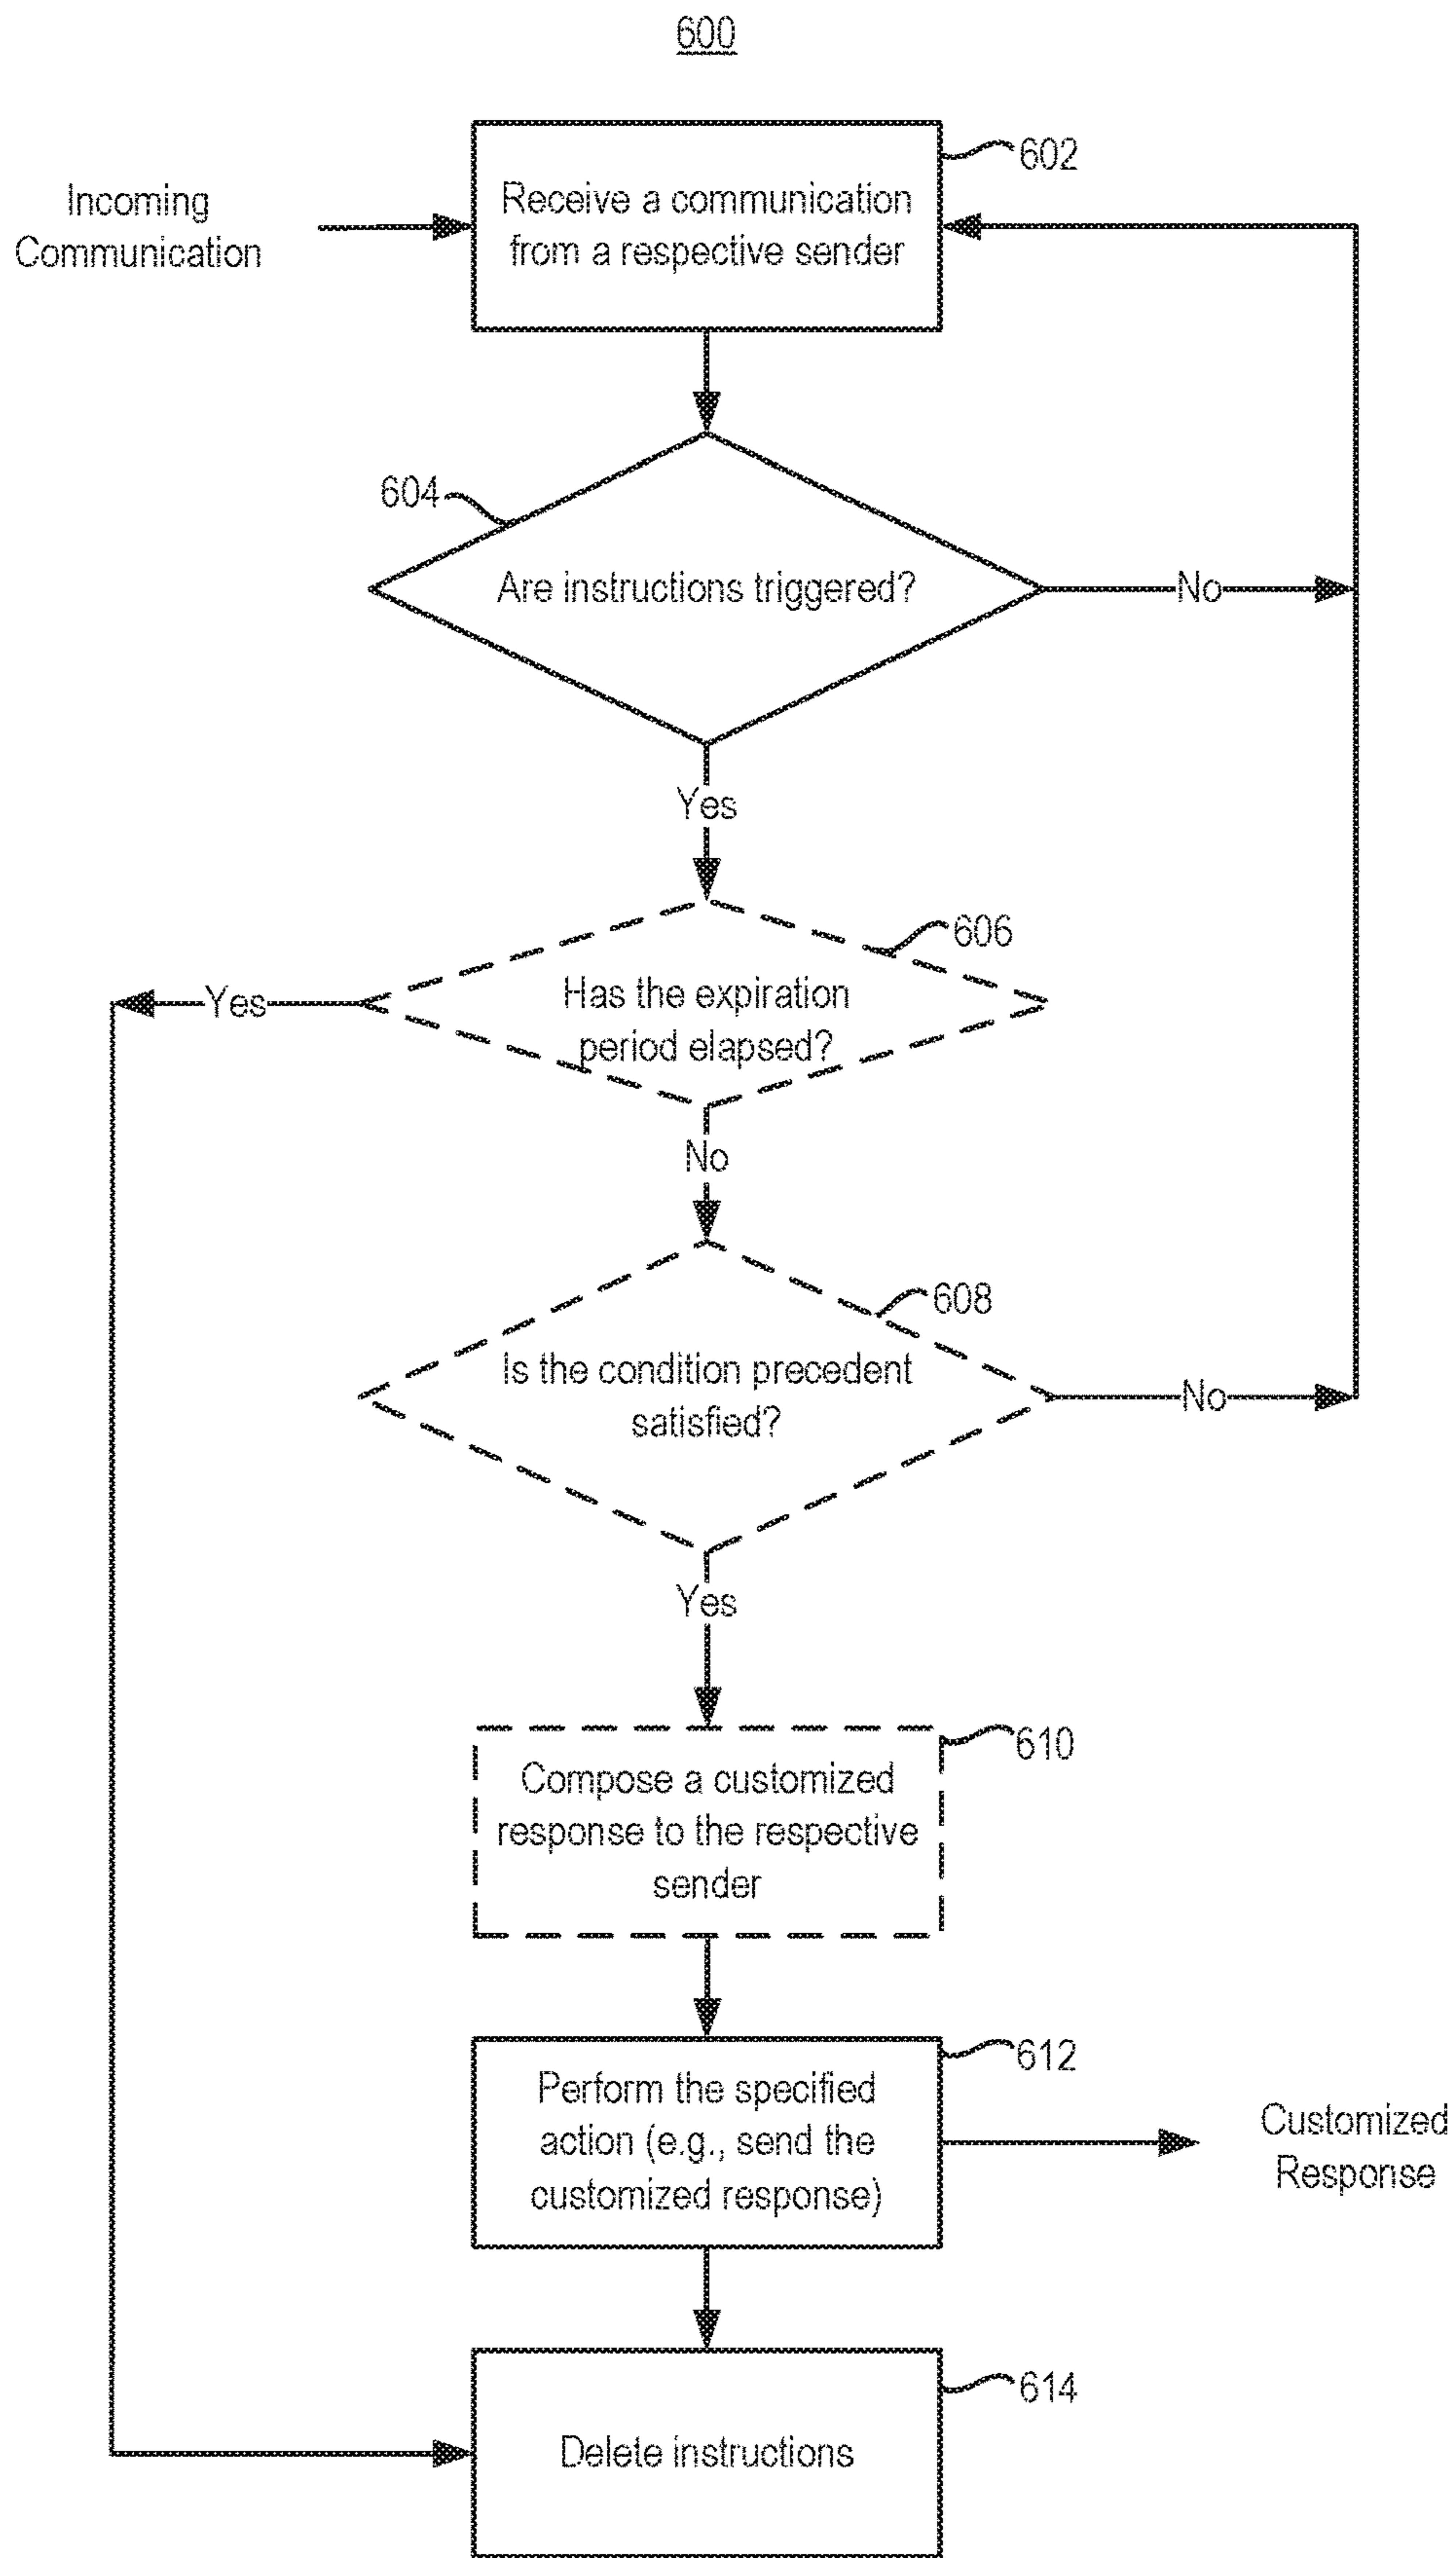 600
602
Incoming
Communication
Receive a communication
from a respective sender
604
Are instructions triggered?
No
Yes
606
Has the expiration
period elapsed?
Yes
No
608
Is the condition precedent
satisfied?
No
Yes
610
Compose a customized
response to the respective
sender
612
Perform the specified
action (e.g., send the
customized response)
Customized
Response
614
Delete instructions